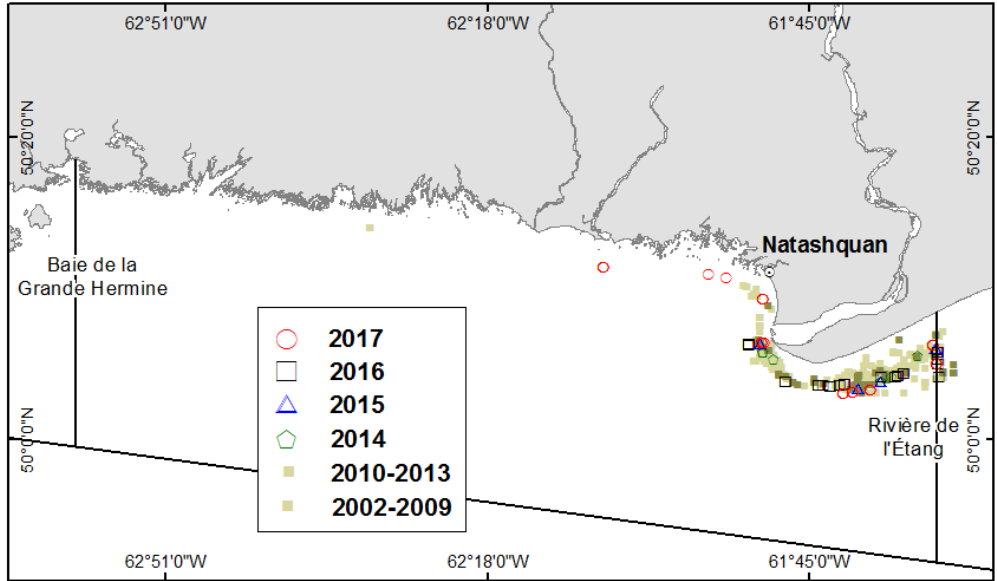 62°51'0"W
62°18'0"W
61°45'0"W
50°20'0"N
50°20'0"N
Natashquan
Baie de la
Grande Hermine
2017
2016
2015
2014
2010-2013
2002-2009
Rivière de
l'Étang
50°0'0"N
50°0'0"N
62°51'0"W
62°18'0"W
61°45'0"W